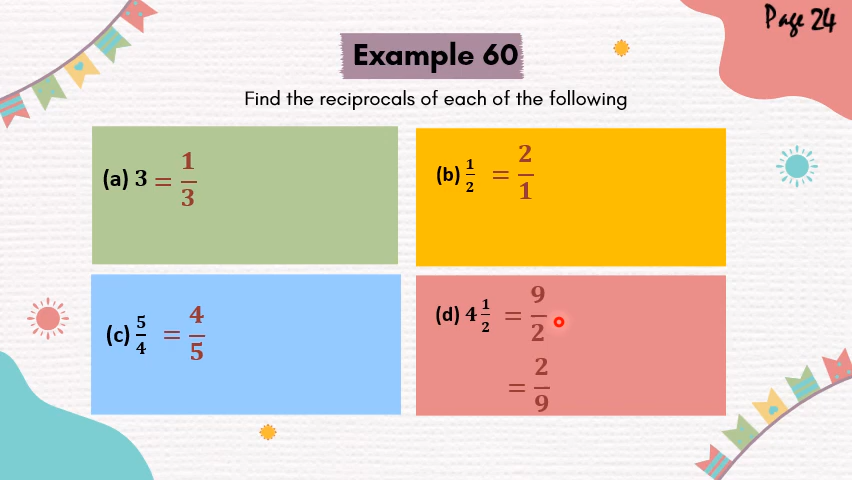 Page 24
Example 60
Find the reciprocals of each of the following
(a) 3 = 1/3
(b) 1/2 = 2/1
(c) 5/4 = 4/5
(d) 4 1/2 = 9/2
= 2/9